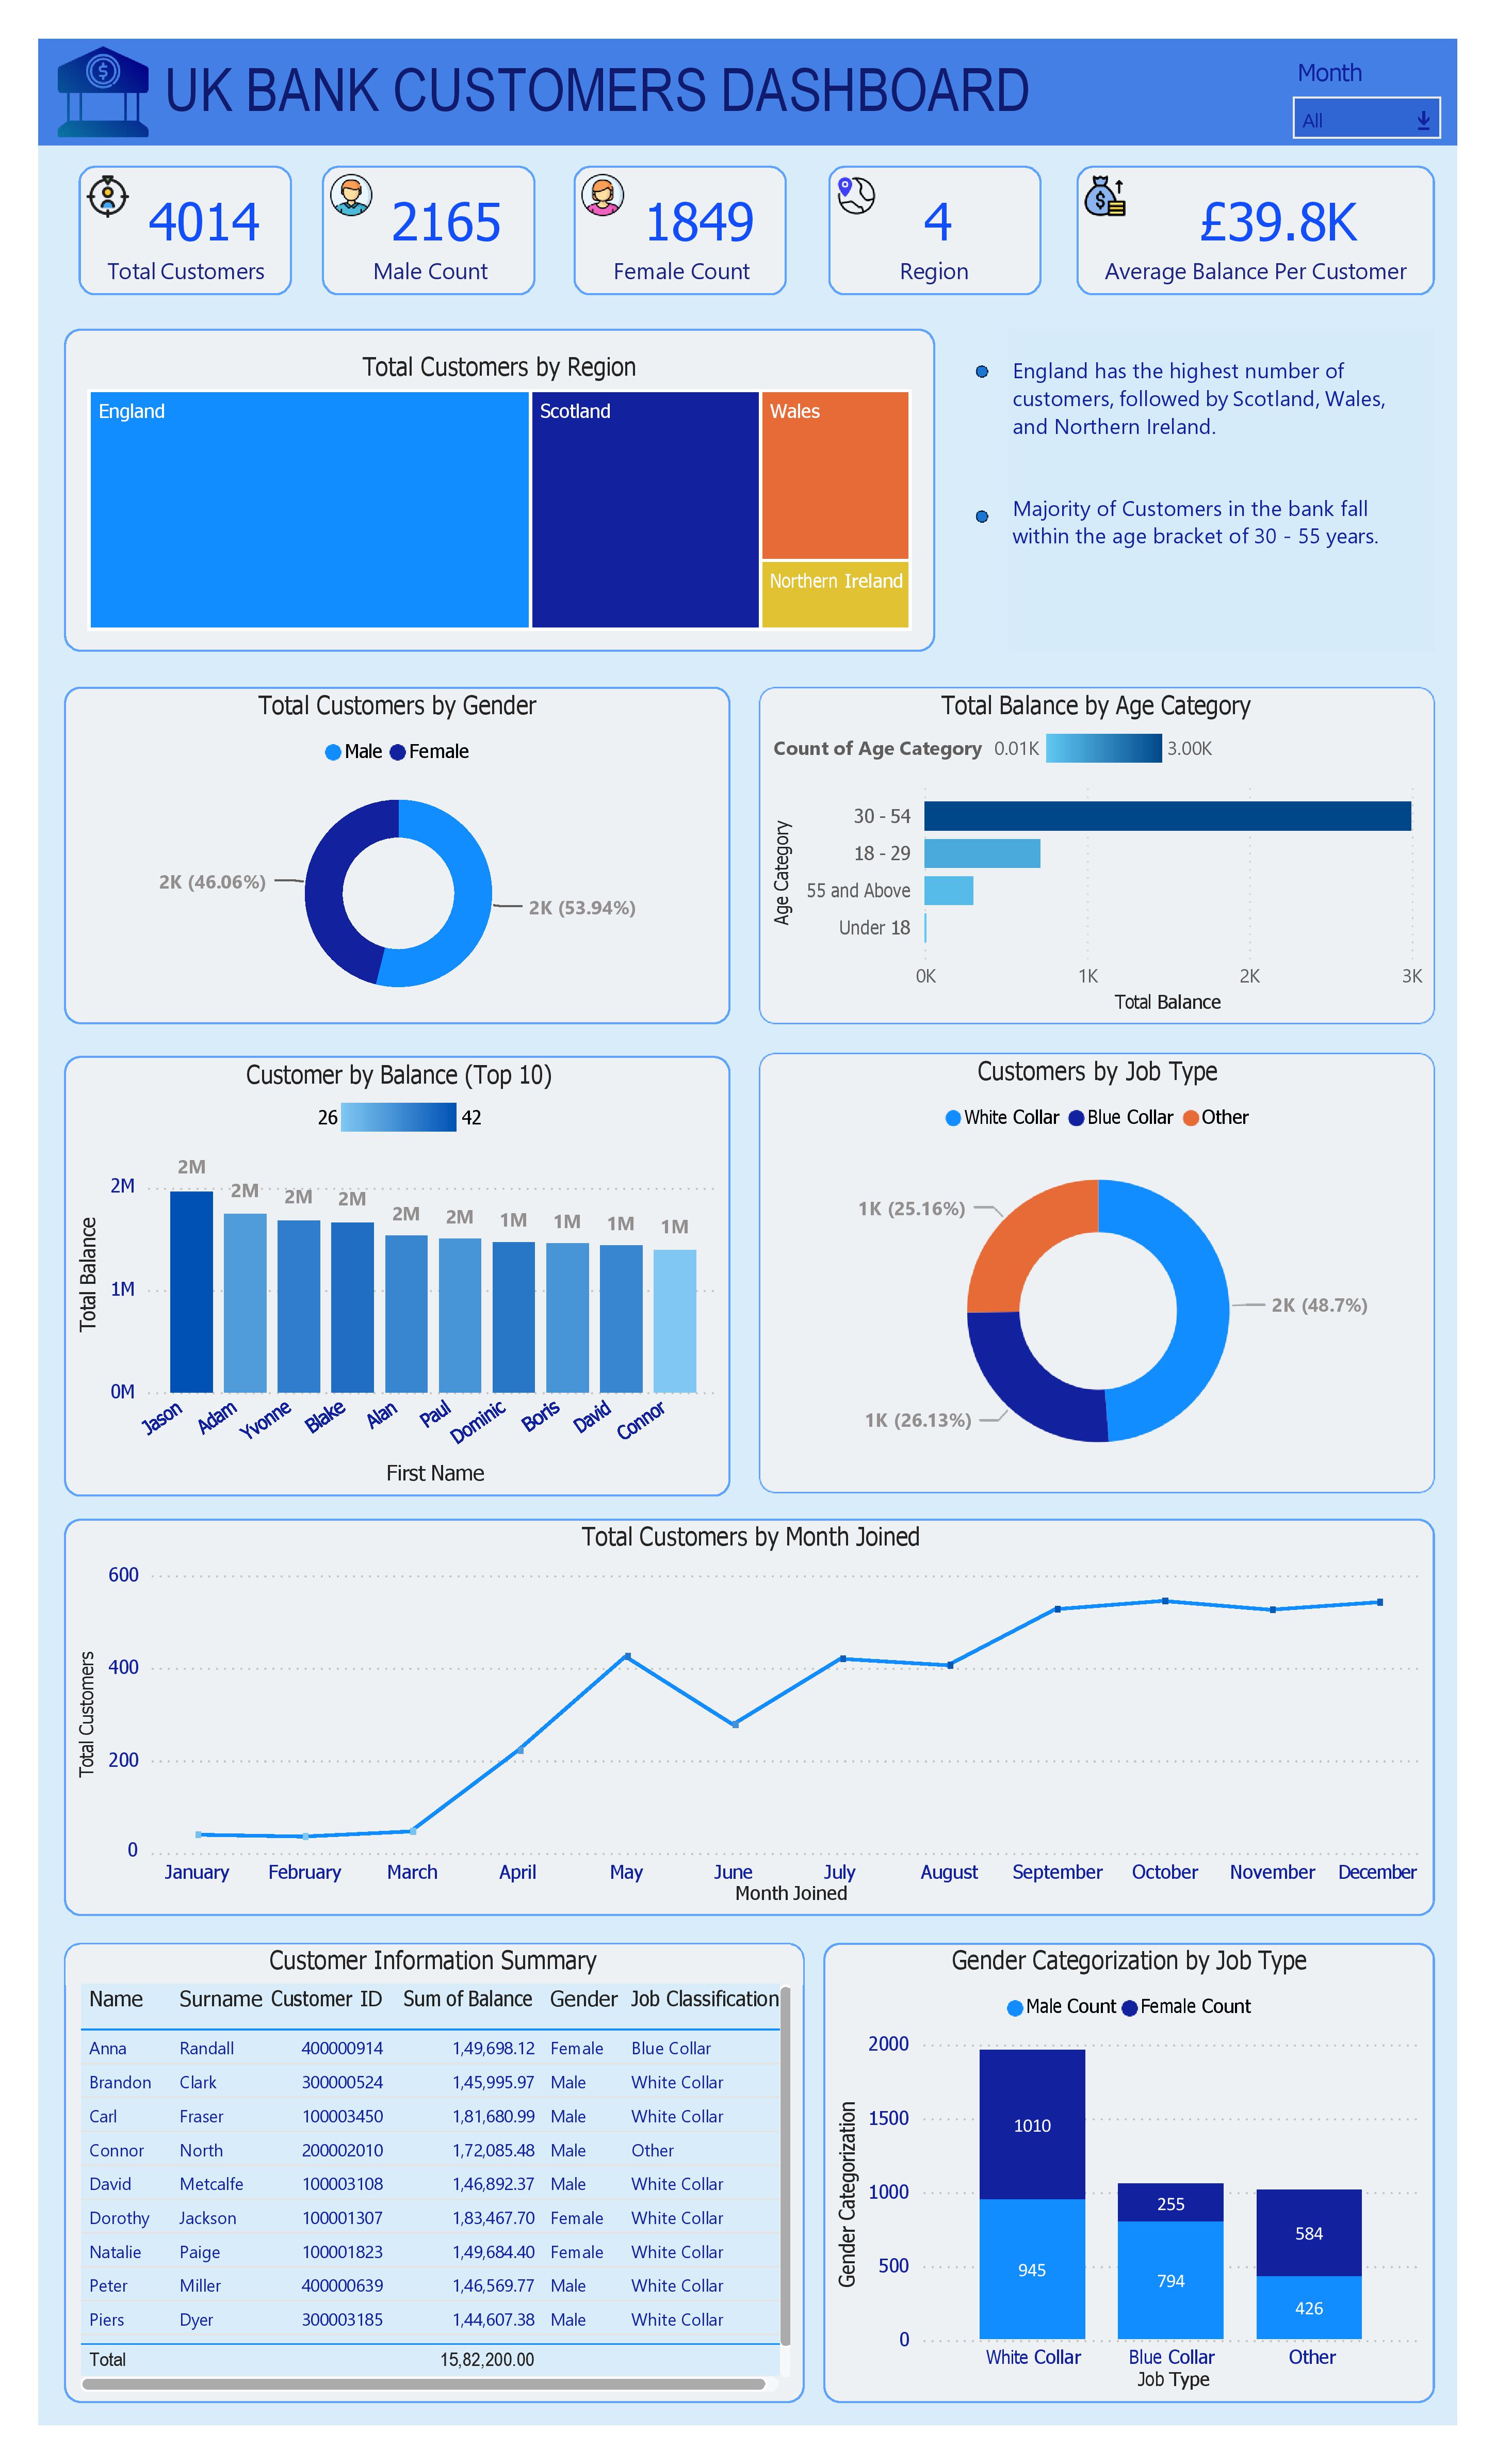 UK BANK CUSTOMERS DASHBOARD
Month
All
4014
Total Customers
2165
Male Count
1849
Female Count
4
Region
£39.8K
Average Balance Per Customer
Total Customers by Region
England
Scotland
Wales
Northern Ireland
England has the highest number of
customers, followed by Scotland, Wales,
and Northern Ireland.
Majority of Customers in the bank fall
within the age bracket of 30 - 55 years.
Total Customers by Gender
Male Female
2K (46.06%)
2K (53.94%)
Total Balance by Age Category
Count of Age Category 0.01K 3.00K
Age Category
30 - 54
18 - 29
55 and Above
Under 18
0K 1K 2K 3K
Total Balance
Customer by Balance (Top 10)
26 42
Total Balance
2M
1M
0M
2M 2M 2M 2M 2M 2M 1M 1M 1M 1M
Jason Adam Yvonne Blake Alan Paul Dominic Boris David Connor
First Name
Customers by Job Type
White Collar Blue Collar Other
1K (25.16%)
2K (48.7%)
1K (26.13%)
Total Customers by Month Joined
Total Customers
600
400
200
0
January February March April May June July August September October November December
Month Joined
Customer Information Summary
Name Surname Customer ID Sum of Balance Gender Job Classification
Anna Randall 400000914 1,49,698.12 Female Blue Collar
Brandon Clark 300000524 1,45,995.97 Male White Collar
Carl Fraser 100003450 1,81,680.99 Male White Collar
Connor North 200002010 1,72,085.48 Male Other
David Metcalfe 100003108 1,46,892.37 Male White Collar
Dorothy Jackson 100001307 1,83,467.70 Female White Collar
Natalie Paige 100001823 1,49,684.40 Female White Collar
Peter Miller 400000639 1,46,569.77 Male White Collar
Piers Dyer 300003185 1,44,607.38 Male White Collar
Total 15,82,200.00
Gender Categorization by Job Type
Male Count Female Count
Gender Categorization
2000
1500
1000
500
0
1010
945
255
794
584
426
White Collar Blue Collar Other
Job Type